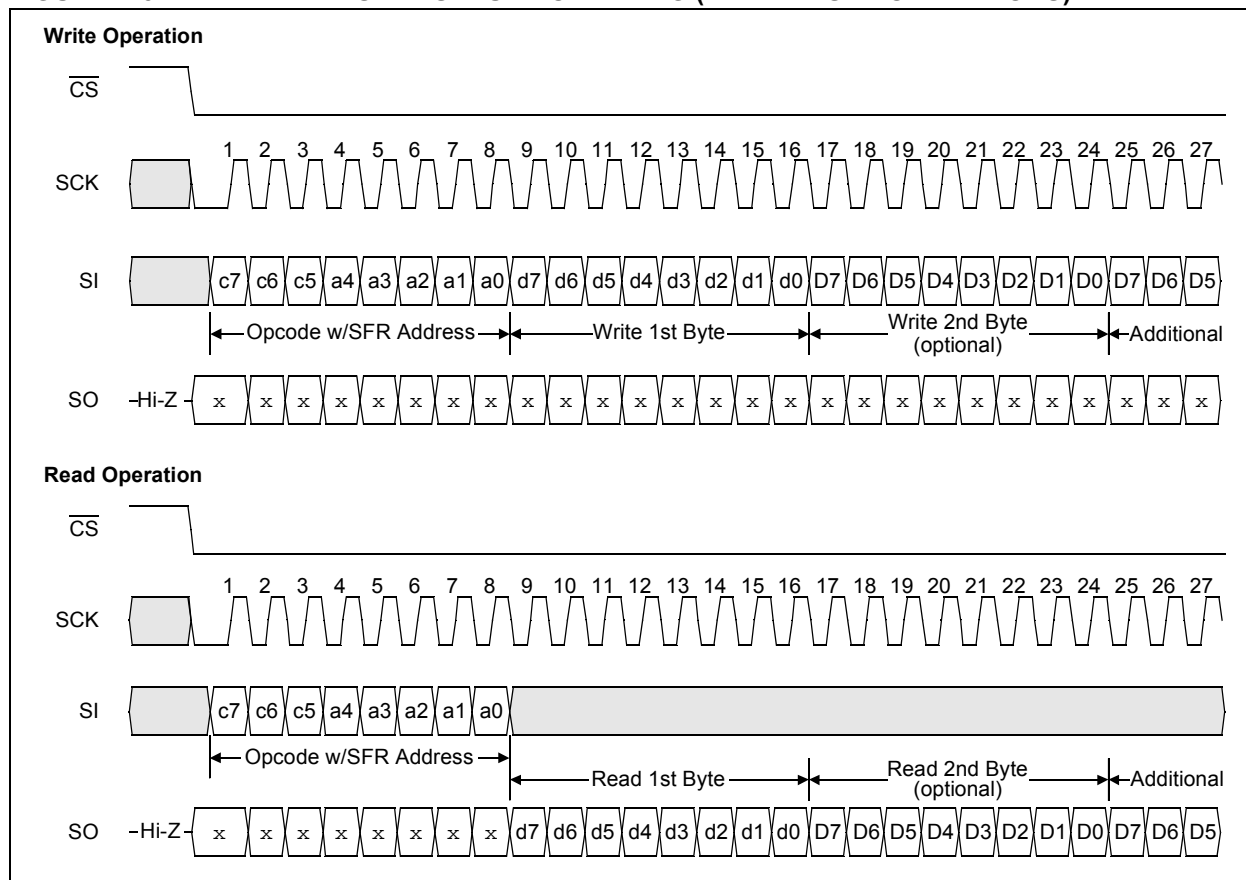 Write Operation
CS
1 2 3 4 5 6 7 8 9 10 11 12 13 14 15 16 17 18 19 20 21 22 23 24 25 26 27
SCK
SI c7 c6 c5 a4 a3 a2 a1 a0 d7 d6 d5 d4 d3 d2 d1 d0 D7 D6 D5 D4 D3 D2 D1 D0 D7 D6 D5
Opcode w/SFR Address Write 1st Byte Write 2nd Byte (optional) Additional
SO Hi-Z x x x x x x x x x x x x x x x x x x x x x x x x x x x
Read Operation
CS
1 2 3 4 5 6 7 8 9 10 11 12 13 14 15 16 17 18 19 20 21 22 23 24 25 26 27
SCK
SI c7 c6 c5 a4 a3 a2 a1 a0
Opcode w/SFR Address
Read 1st Byte Read 2nd Byte (optional) Additional
SO Hi-Z x x x x x x x x d7 d6 d5 d4 d3 d2 d1 d0 D7 D6 D5 D4 D3 D2 D1 D0 D7 D6 D5